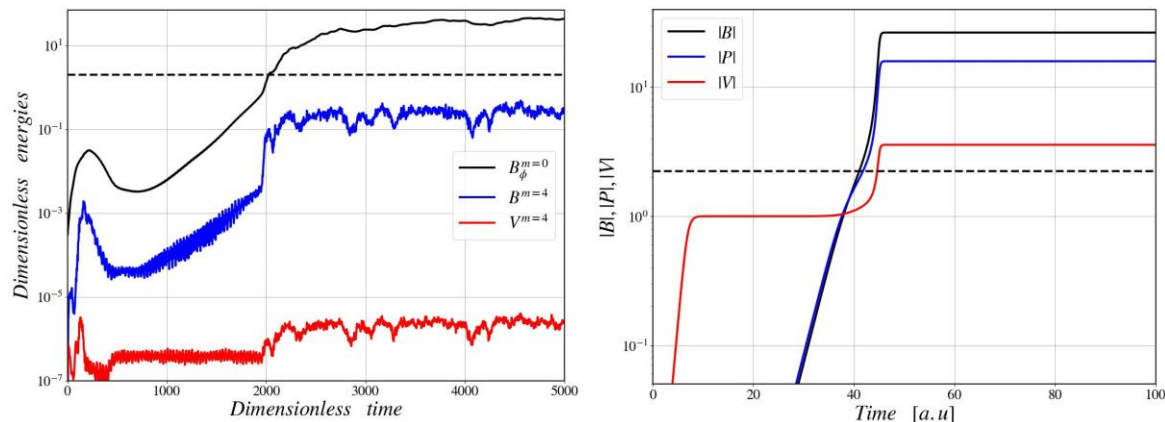 10¹
10⁻¹
10⁻³
10⁻⁵
10⁻⁷
Dimensionless energies
B_ϕ^{m=0}
B^{m=4}
V^{m=4}
0 1000 2000 3000 4000 5000
Dimensionless time
|B|
|P|
|V|
10¹
10⁰
10⁻¹
|B|, |P|, |V|
0 20 40 60 80 100
Time [a.u]